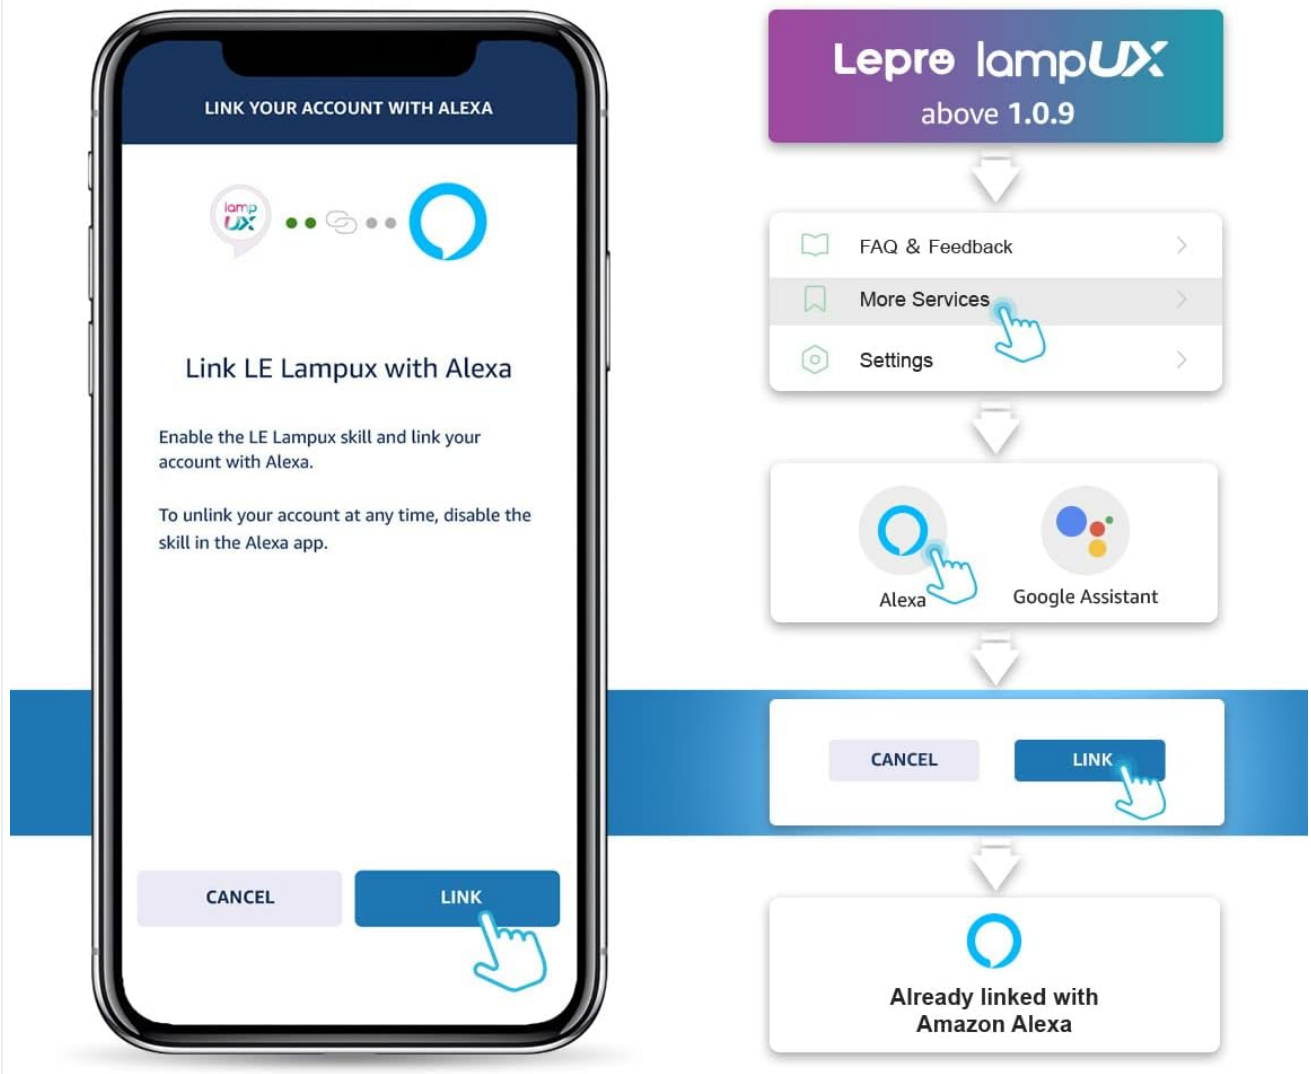 LINK YOUR ACCOUNT WITH ALEXA
lamp
UX
Link LE Lampux with Alexa
Enable the LE Lampux skill and link your
account with Alexa.
To unlink your account at any time, disable the
skill in the Alexa app.
CANCEL
LINK
Lepro lampUX
above 1.0.9
FAQ & Feedback
More Services
Settings
Alexa
Google Assistant
CANCEL
LINK
Already linked with
Amazon Alexa